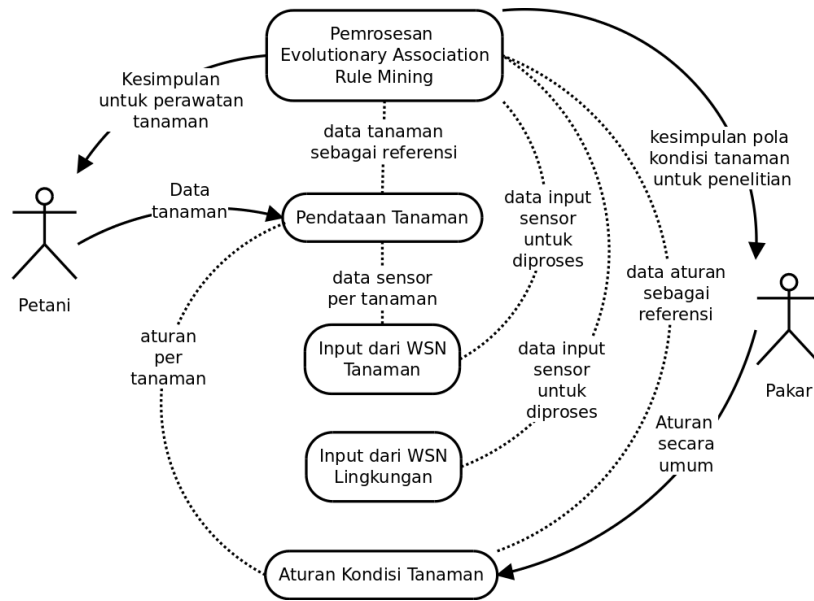 Pemrosesan
Evolutionary Association
Rule Mining
Kesimpulan
untuk perawatan
tanaman
data tanaman
sebagai referensi
kesimpulan pola
kondisi tanaman
untuk penelitian
Data
tanaman
Pendataan Tanaman
data input
sensor
untuk
diproses
data sensor
per tanaman
data aturan
sebagai
referensi
Petani
aturan
per
tanaman
Input dari WSN
Tanaman
data input
sensor
untuk
diproses
Pakar
Aturan
secara
umum
Input dari WSN
Lingkungan
Aturan Kondisi Tanaman